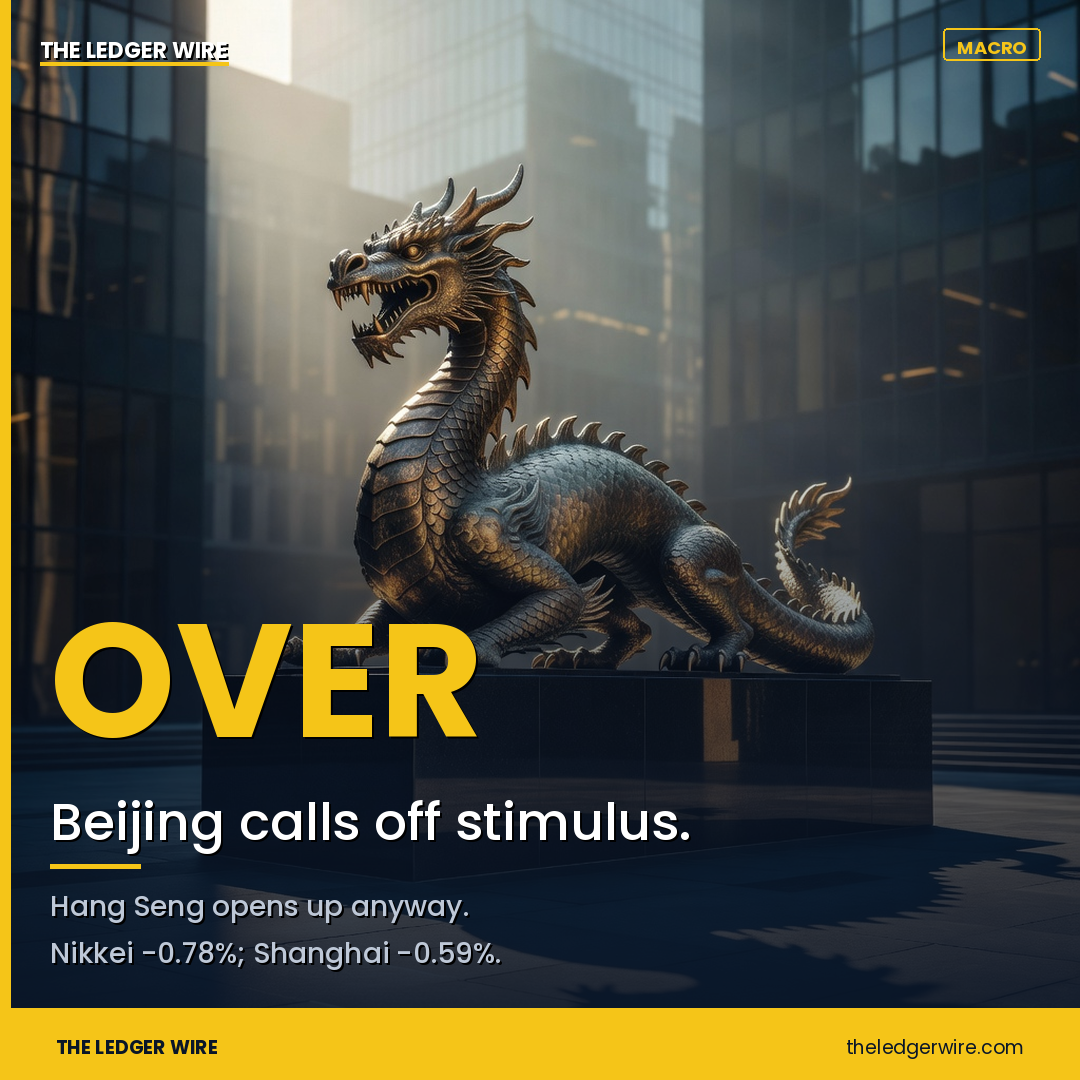 THE LEDGER WIRE
MACRO
OVER
Beijing calls off stimulus.
Hang Seng opens up anyway.
Nikkei −0.78%; Shanghai −0.59%.
THE LEDGER WIRE
theledgerwire.com